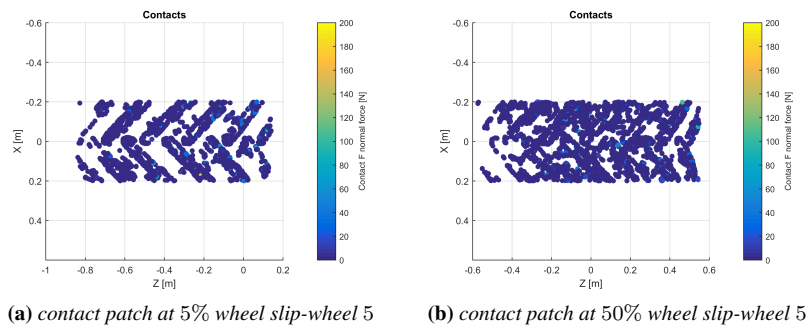 Contacts
-0.6
-0.4
-0.2
0
0.2
0.4
X [m]
-1 -0.8 -0.6 -0.4 -0.2 0 0.2
Z [m]
200
180
160
140
120
100
80
60
40
20
0
Contact F normal force [N]
(a) contact patch at 5% wheel slip-wheel 5
Contacts
-0.6
-0.4
-0.2
0
0.2
0.4
X [m]
-0.6 -0.4 -0.2 0 0.2 0.4 0.6
Z [m]
200
180
160
140
120
100
80
60
40
20
0
Contact F normal force [N]
(b) contact patch at 50% wheel slip-wheel 5